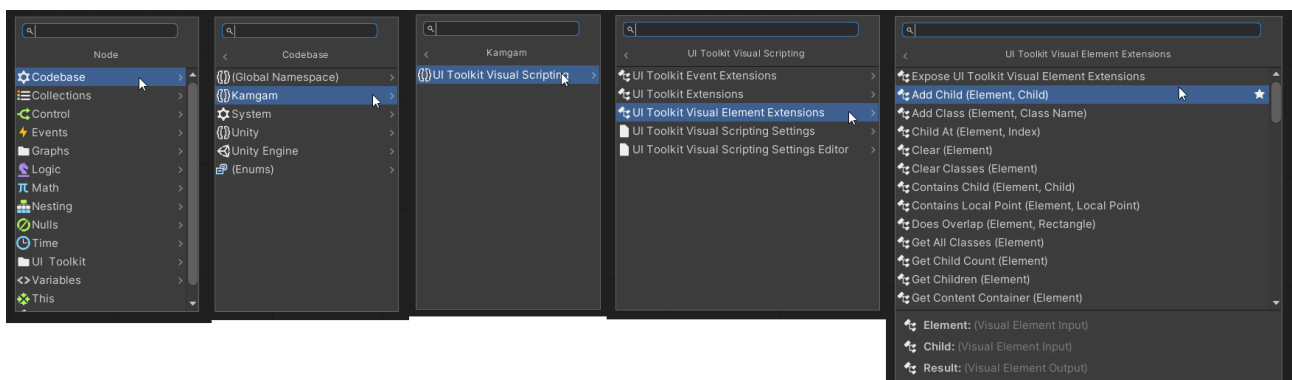 Node
Codebase
Collections
Control
Events
Graphs
Logic
Math
Nesting
Nulls
Time
UI Toolkit
Variables
This
Codebase
(Global Namespace)
Kamgam
System
Unity
Unity Engine
(Enums)
Kamgam
UI Toolkit Visual Scripting
UI Toolkit Visual Scripting
UI Toolkit Event Extensions
UI Toolkit Extensions
UI Toolkit Visual Element Extensions
UI Toolkit Visual Scripting Settings
UI Toolkit Visual Scripting Settings Editor
UI Toolkit Visual Element Extensions
Expose UI Toolkit Visual Element Extensions
Add Child (Element, Child)
Add Class (Element, Class Name)
Child At (Element, Index)
Clear (Element)
Clear Classes (Element)
Contains Child (Element, Child)
Contains Local Point (Element, Local Point)
Does Overlap (Element, Rectangle)
Get All Classes (Element)
Get Child Count (Element)
Get Children (Element)
Get Content Container (Element)
Element: (Visual Element Input)
Child: (Visual Element Input)
Result: (Visual Element Output)